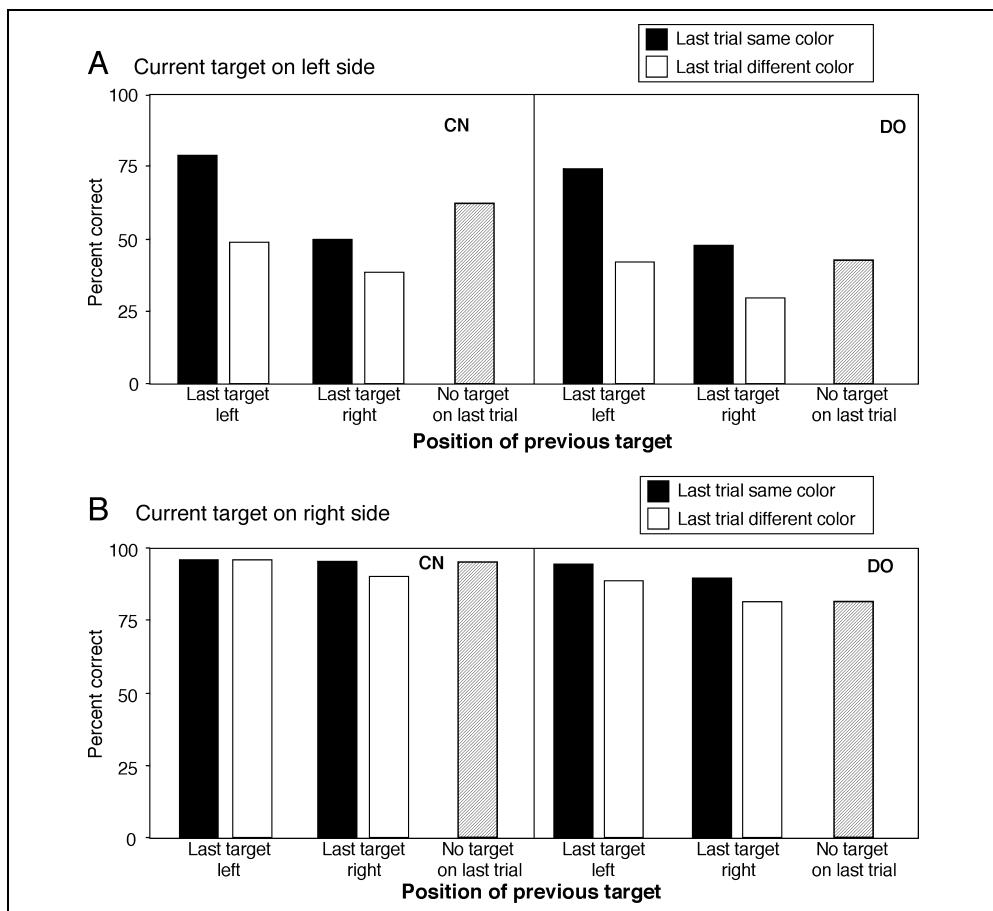 Last trial same color
A Current target on left side
Last trial different color
100
CN
DO
75
50
25
0
Percent correct
Last target left
Last target right
No target on last trial
Last target left
Last target right
No target on last trial
Position of previous target
Last trial same color
B Current target on right side
Last trial different color
100
CN
DO
75
50
25
0
Percent correct
Last target left
Last target right
No target on last trial
Last target left
Last target right
No target on last trial
Position of previous target